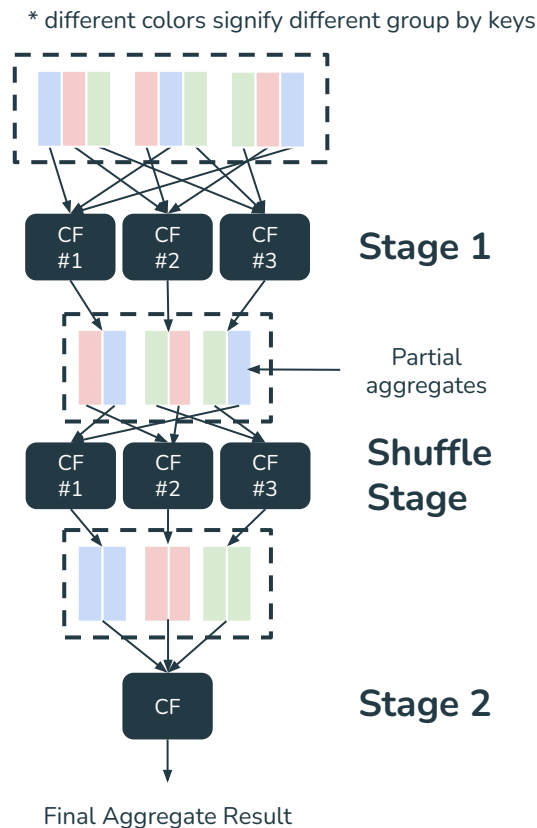 * different colors signify different group by keys
CF
#1
CF
#2
CF
#3
Stage 1
Partial
aggregates
CF
#1
CF
#2
CF
#3
Shuffle
Stage
CF
Stage 2
Final Aggregate Result